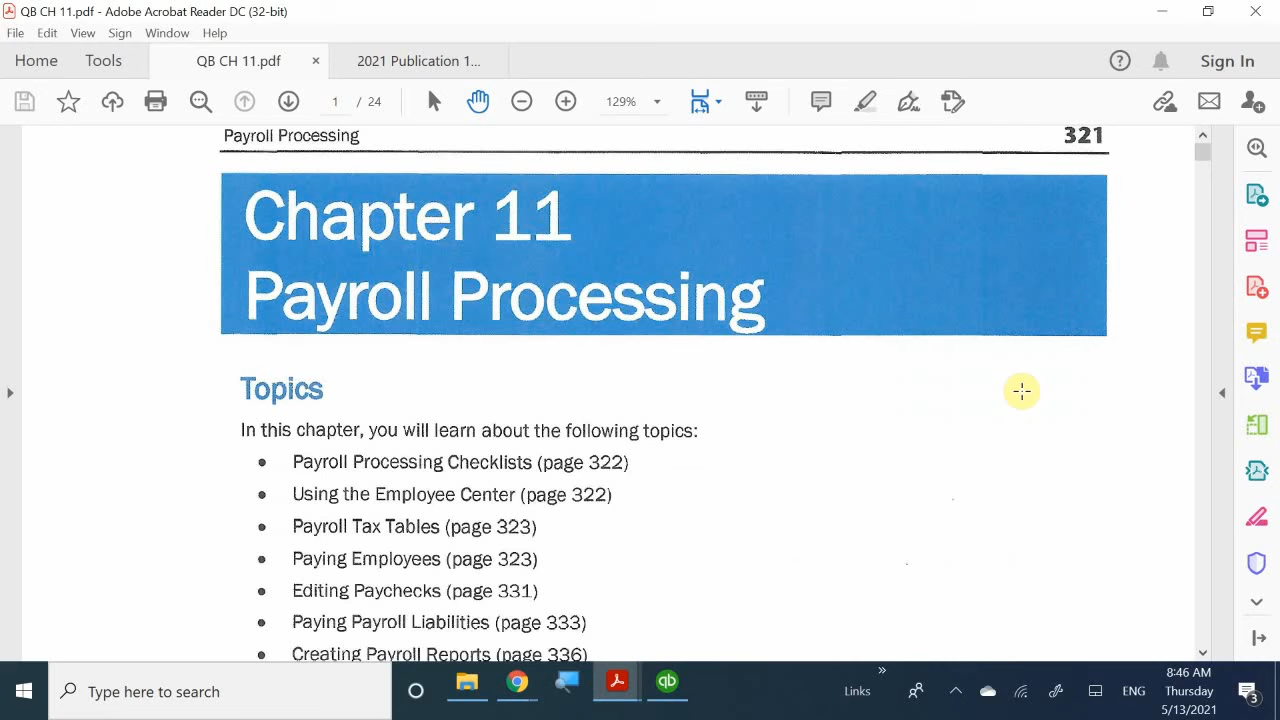 QB CH 11.pdf - Adobe Acrobat Reader DC (32-bit)
File Edit View Sign Window Help
Home Tools QB CH 11.pdf × 2021 Publication 1... Sign In
1 / 24 129%
Payroll Processing 321
Chapter 11
Payroll Processing
Topics
In this chapter, you will learn about the following topics:
• Payroll Processing Checklists (page 322)
• Using the Employee Center (page 322)
• Payroll Tax Tables (page 323)
• Paying Employees (page 323)
• Editing Paychecks (page 331)
• Paying Payroll Liabilities (page 333)
• Creating Payroll Reports (page 336)
Type here to search
qb
Links
ENG
8:46 AM
Thursday
5/13/2021
3